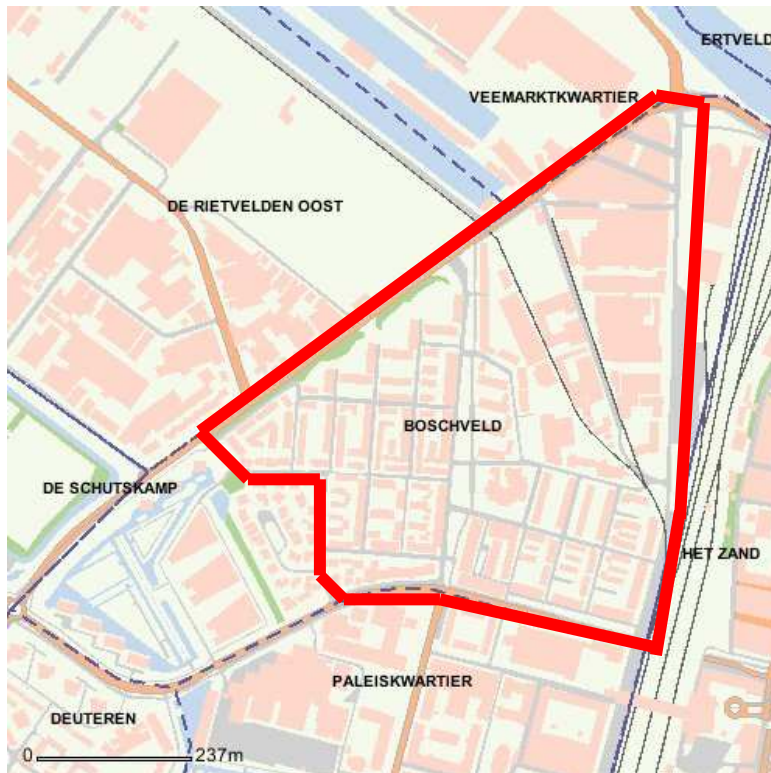 ERTVELD
VEEMARKTKWARTIER
DE RIETVELDEN OOST
BOSCHVELD
DE SCHUTSKAMP
HET ZAND
PALEISKWARTIER
DEUTEREN
0 237m